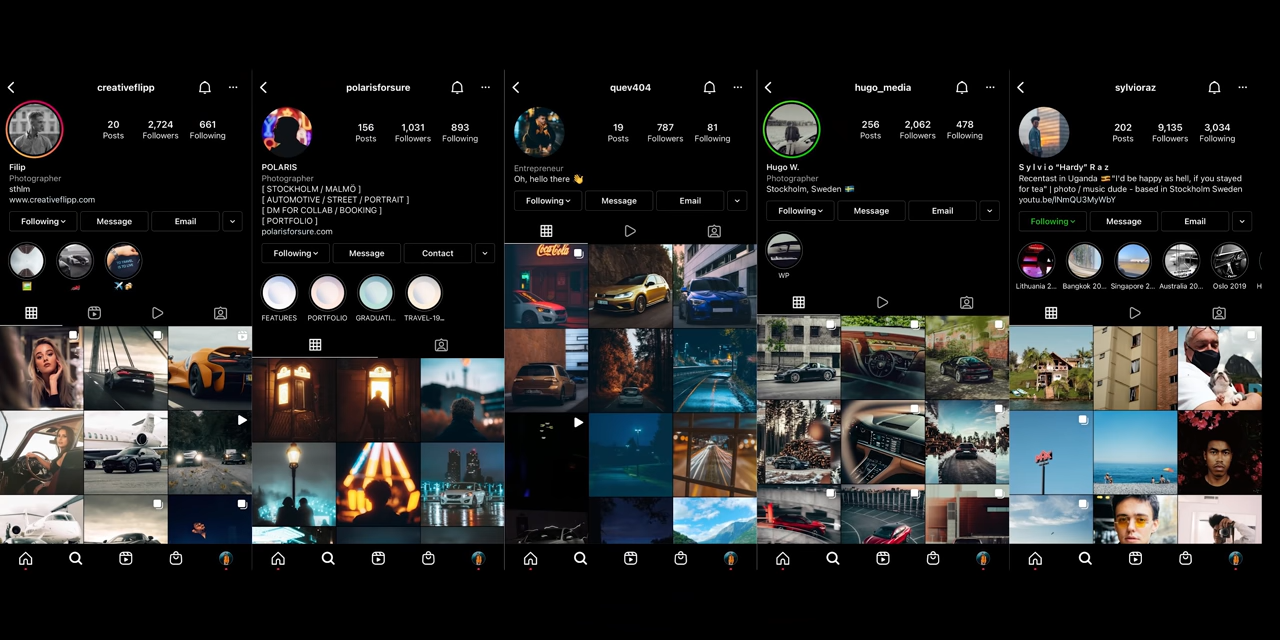 creativeflipp
20 2,724 661
Posts Followers Following
Filip
Photographer
sthlm
www.creativeflipp.com
Following Message Email
polarisforsure
156 1,031 893
Posts Followers Following
POLARIS
Photographer
[ STOCKHOLM / MALMÖ ]
[ AUTOMOTIVE / STREET / PORTRAIT ]
[ DM FOR COLLAB / BOOKING ]
[ PORTFOLIO ]
polarisforsure.com
Following Message Contact
FEATURES PORTFOLIO GRADUATI... TRAVEL-19...
quev404
19 787 81
Posts Followers Following
Entrepreneur
Oh, hello there 👋
Following Message Email
Coca-Cola
hugo_media
256 2,062 478
Posts Followers Following
Hugo W.
Photographer
Stockholm, Sweden 🇸🇪
Following Message Email
WP
sylvioraz
202 9,135 3,034
Posts Followers Following
Sylvio "Hardy" Raz
Recentast in Uganda 🇺🇬 "I'd be happy as hell, if you stayed
for tea" | photo / music dude - based in Stockholm Sweden
youtu.be/lNmQU3MyWbY
Following Message Email
Lithuania 2... Bangkok 20... Singapore 2... Australia 20... Oslo 2019 H